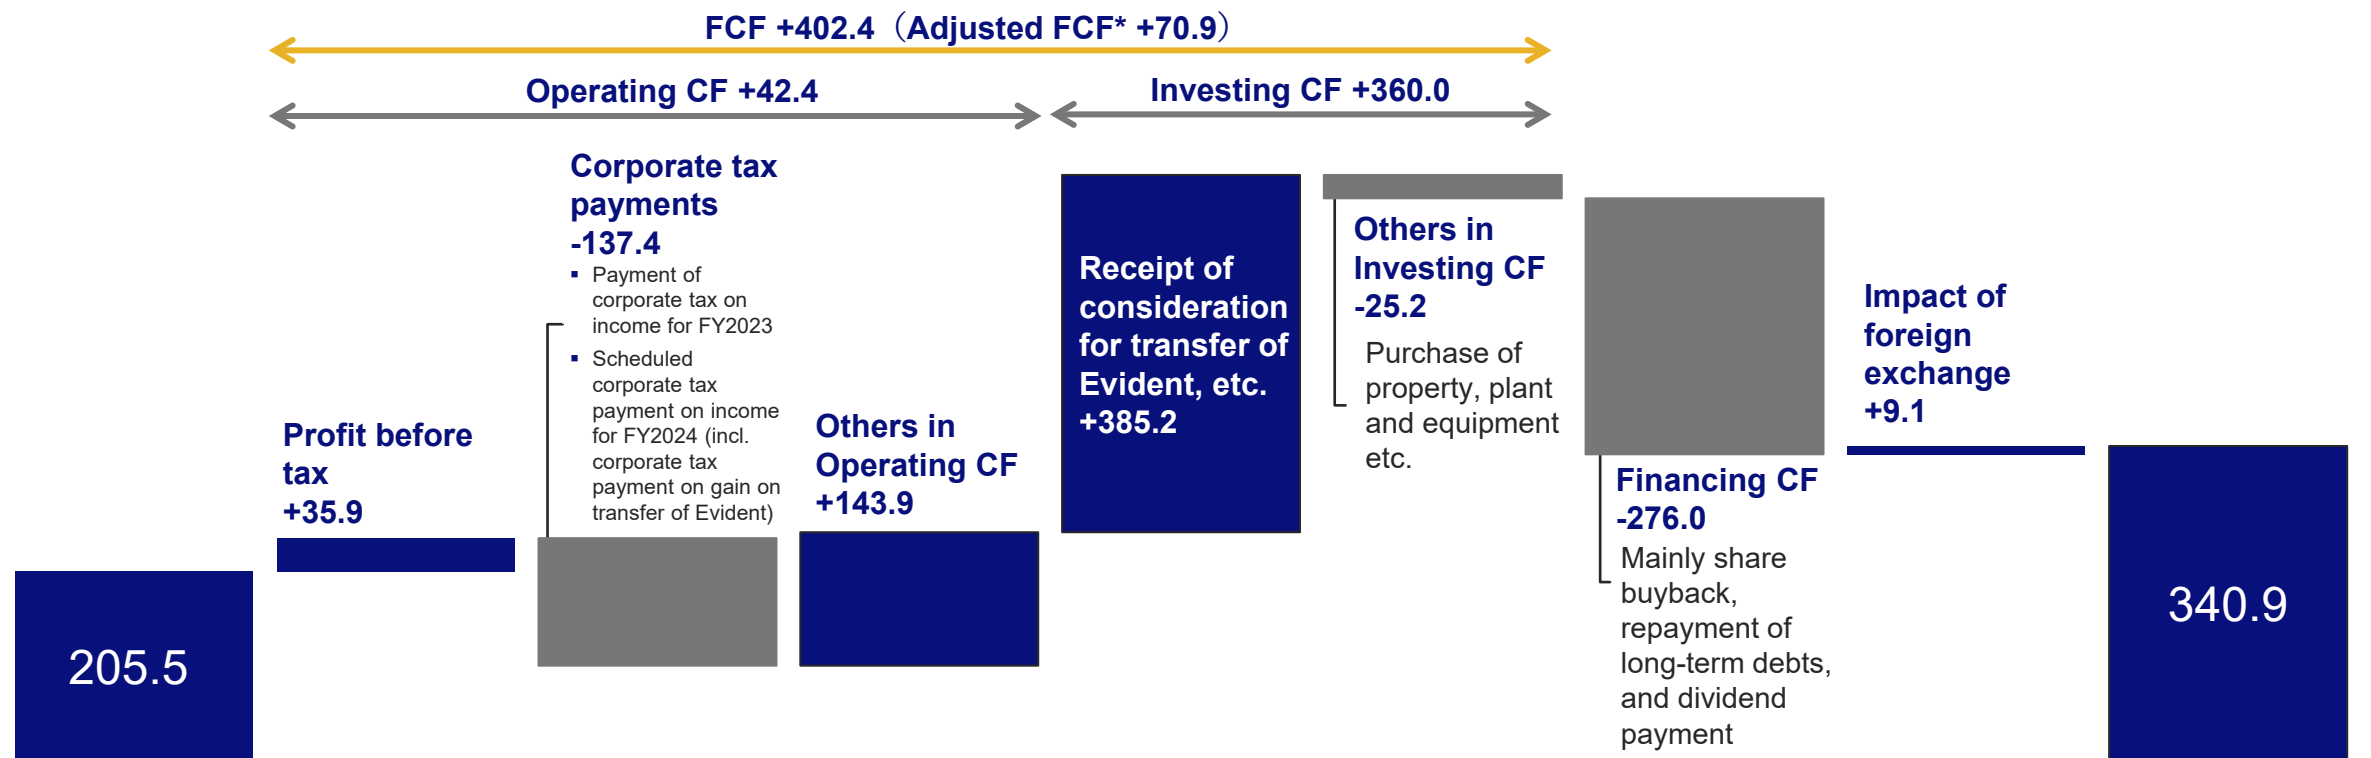 FCF +402.4（Adjusted FCF* +70.9）
Operating CF +42.4
Investing CF +360.0
205.5
Profit before
tax
+35.9
Corporate tax
payments
-137.4
▪ Payment of
corporate tax on
income for FY2023
▪ Scheduled
corporate tax
payment on income
for FY2024 (incl.
corporate tax
payment on gain on
transfer of Evident)
Others in
Operating CF
+143.9
Receipt of
consideration
for transfer of
Evident, etc.
+385.2
Others in
Investing CF
-25.2
Purchase of
property, plant
and equipment
etc.
Financing CF
-276.0
Mainly share
buyback,
repayment of
long-term debts,
and dividend
payment
Impact of
foreign
exchange
+9.1
340.9